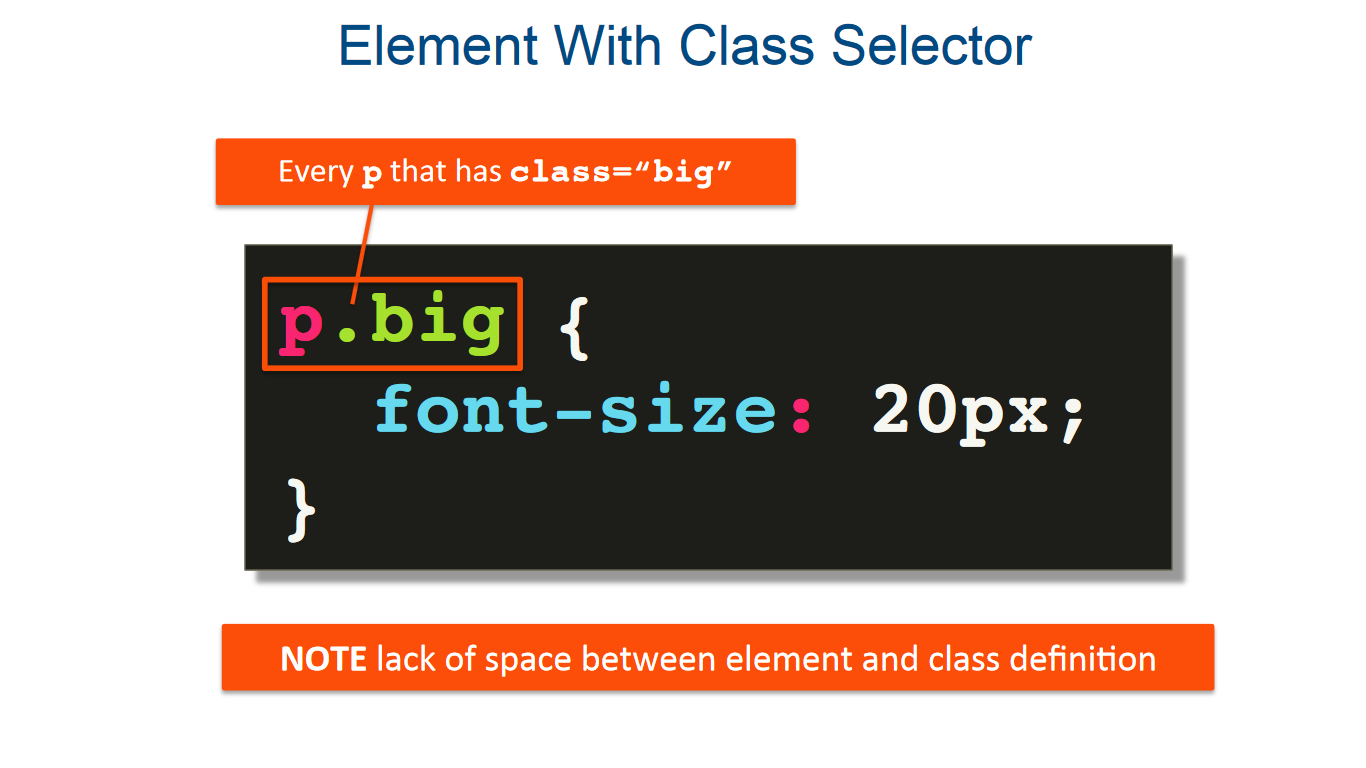 Element With Class Selector
Every p that has class=“big”
p.big {
font-size: 20px;
}
NOTE lack of space between element and class definition